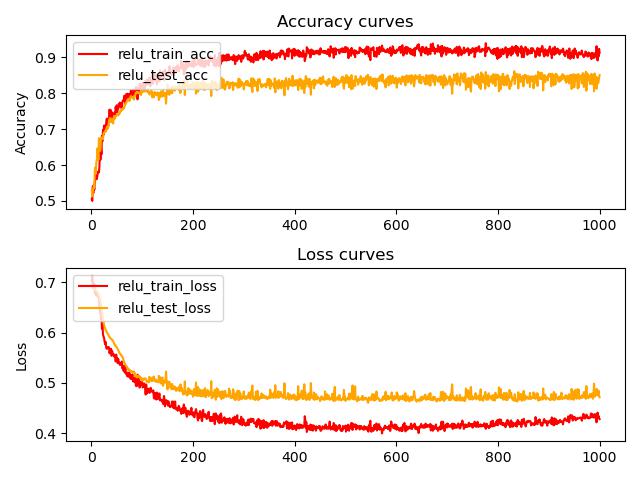 Accuracy curves
relu_train_acc
relu_test_acc
0.9
0.8
0.7
0.6
0.5
Accuracy
0 200 400 600 800 1000
Loss curves
relu_train_loss
relu_test_loss
0.7
0.6
0.5
0.4
Loss
0 200 400 600 800 1000